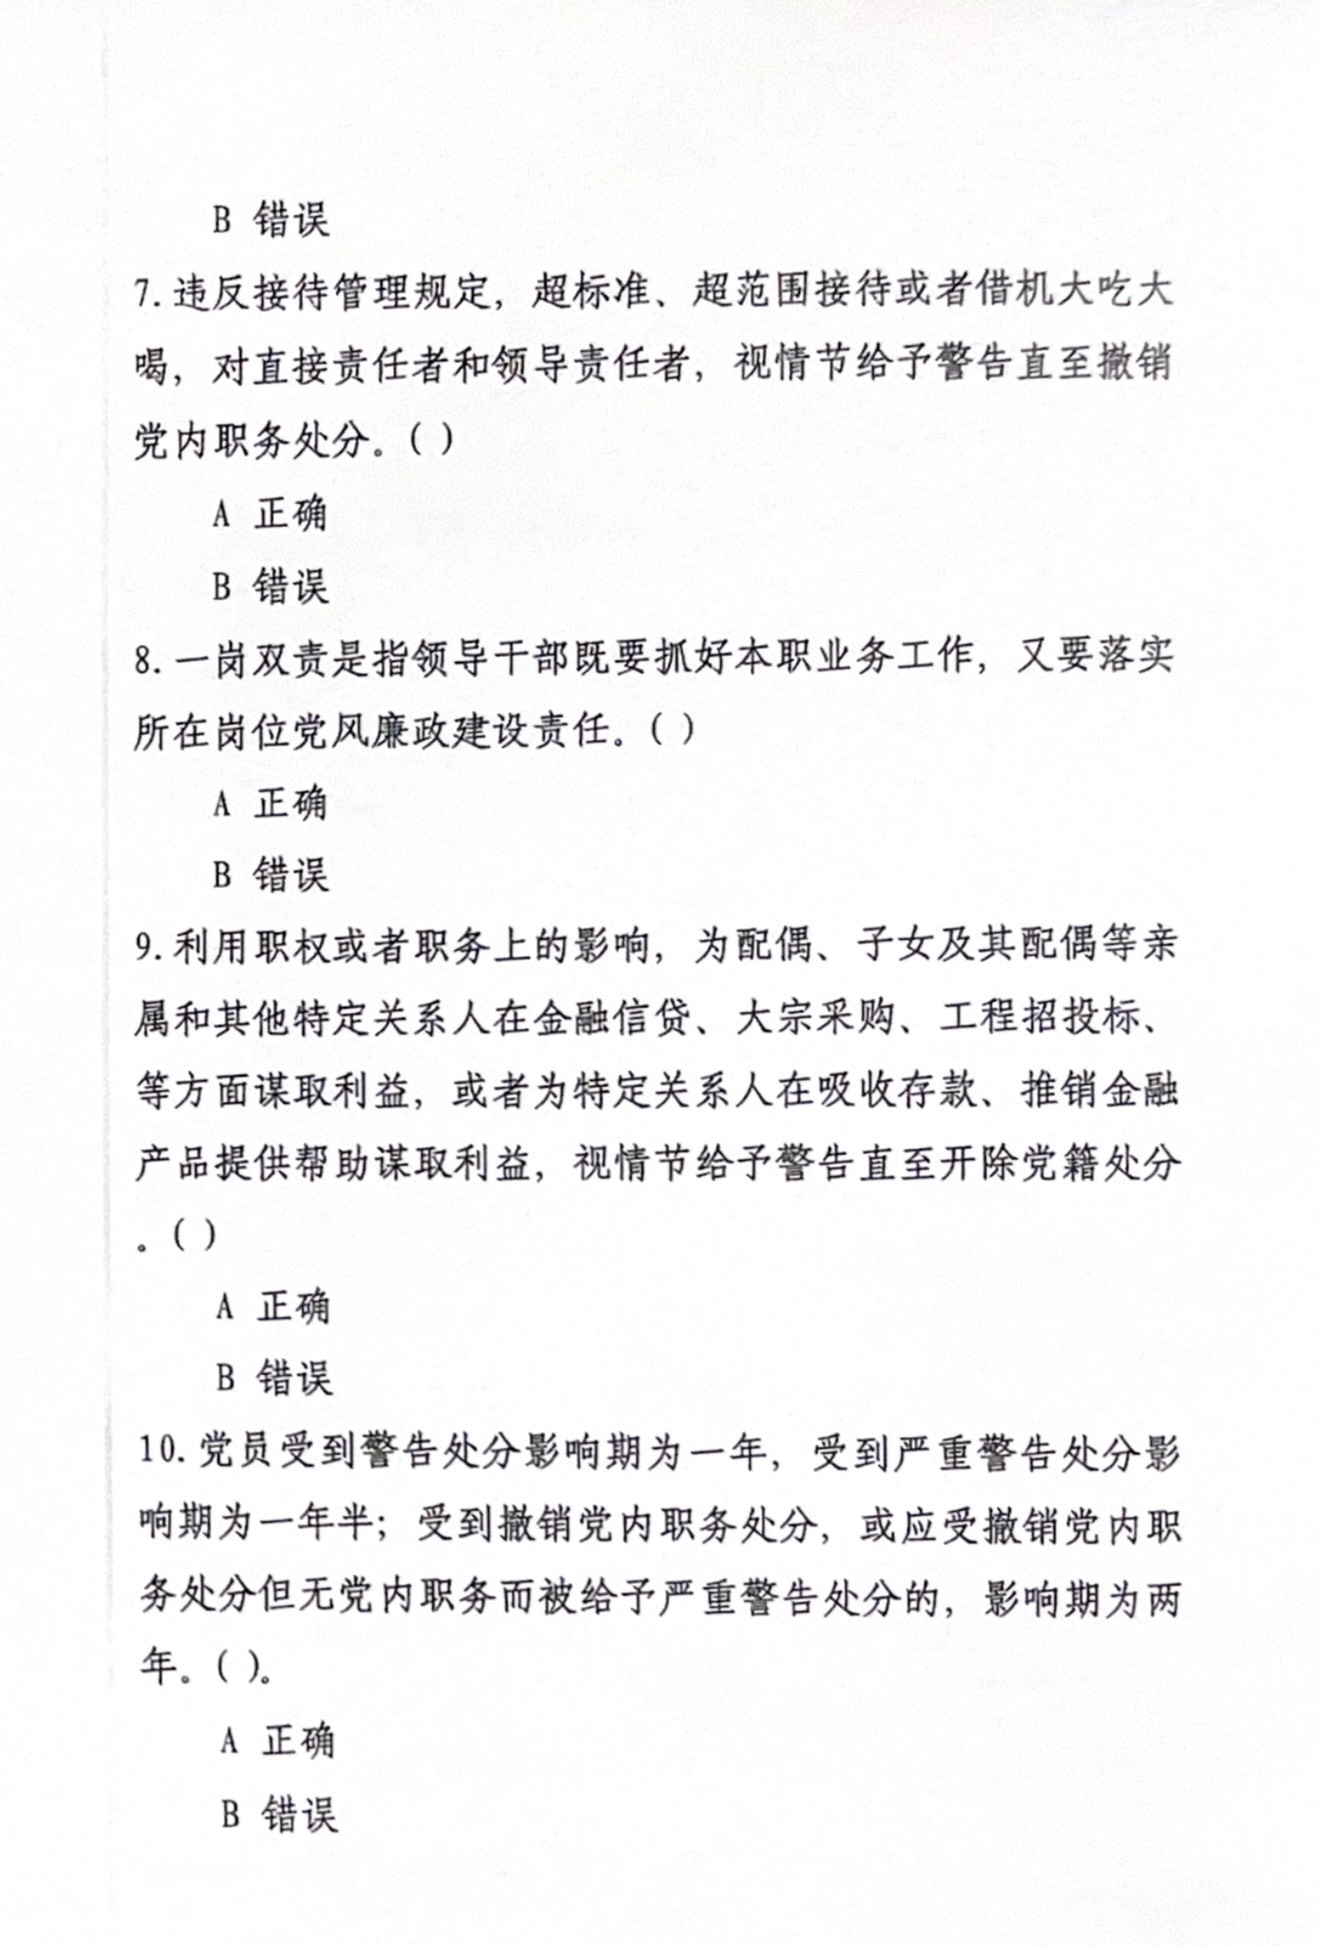 B 错误
7. 违反接待管理规定，超标准、超范围接待或者借机大吃大
喝，对直接责任者和领导责任者，视情节给予警告直至撤销
党内职务处分。( )
A 正确
B 错误
8. 一岗双责是指领导干部既要抓好本职业务工作，又要落实
所在岗位党风廉政建设责任。( )
A 正确
B 错误
9. 利用职权或者职务上的影响，为配偶、子女及其配偶等亲
属和其他特定关系人在金融信贷、大宗采购、工程招投标、
等方面谋取利益，或者为特定关系人在吸收存款、推销金融
产品提供帮助谋取利益，视情节给予警告直至开除党籍处分
。( )
A 正确
B 错误
10. 党员受到警告处分影响期为一年，受到严重警告处分影
响期为一年半；受到撤销党内职务处分，或应受撤销党内职
务处分但无党内职务而被给予严重警告处分的，影响期为两
年。( )。
A 正确
B 错误